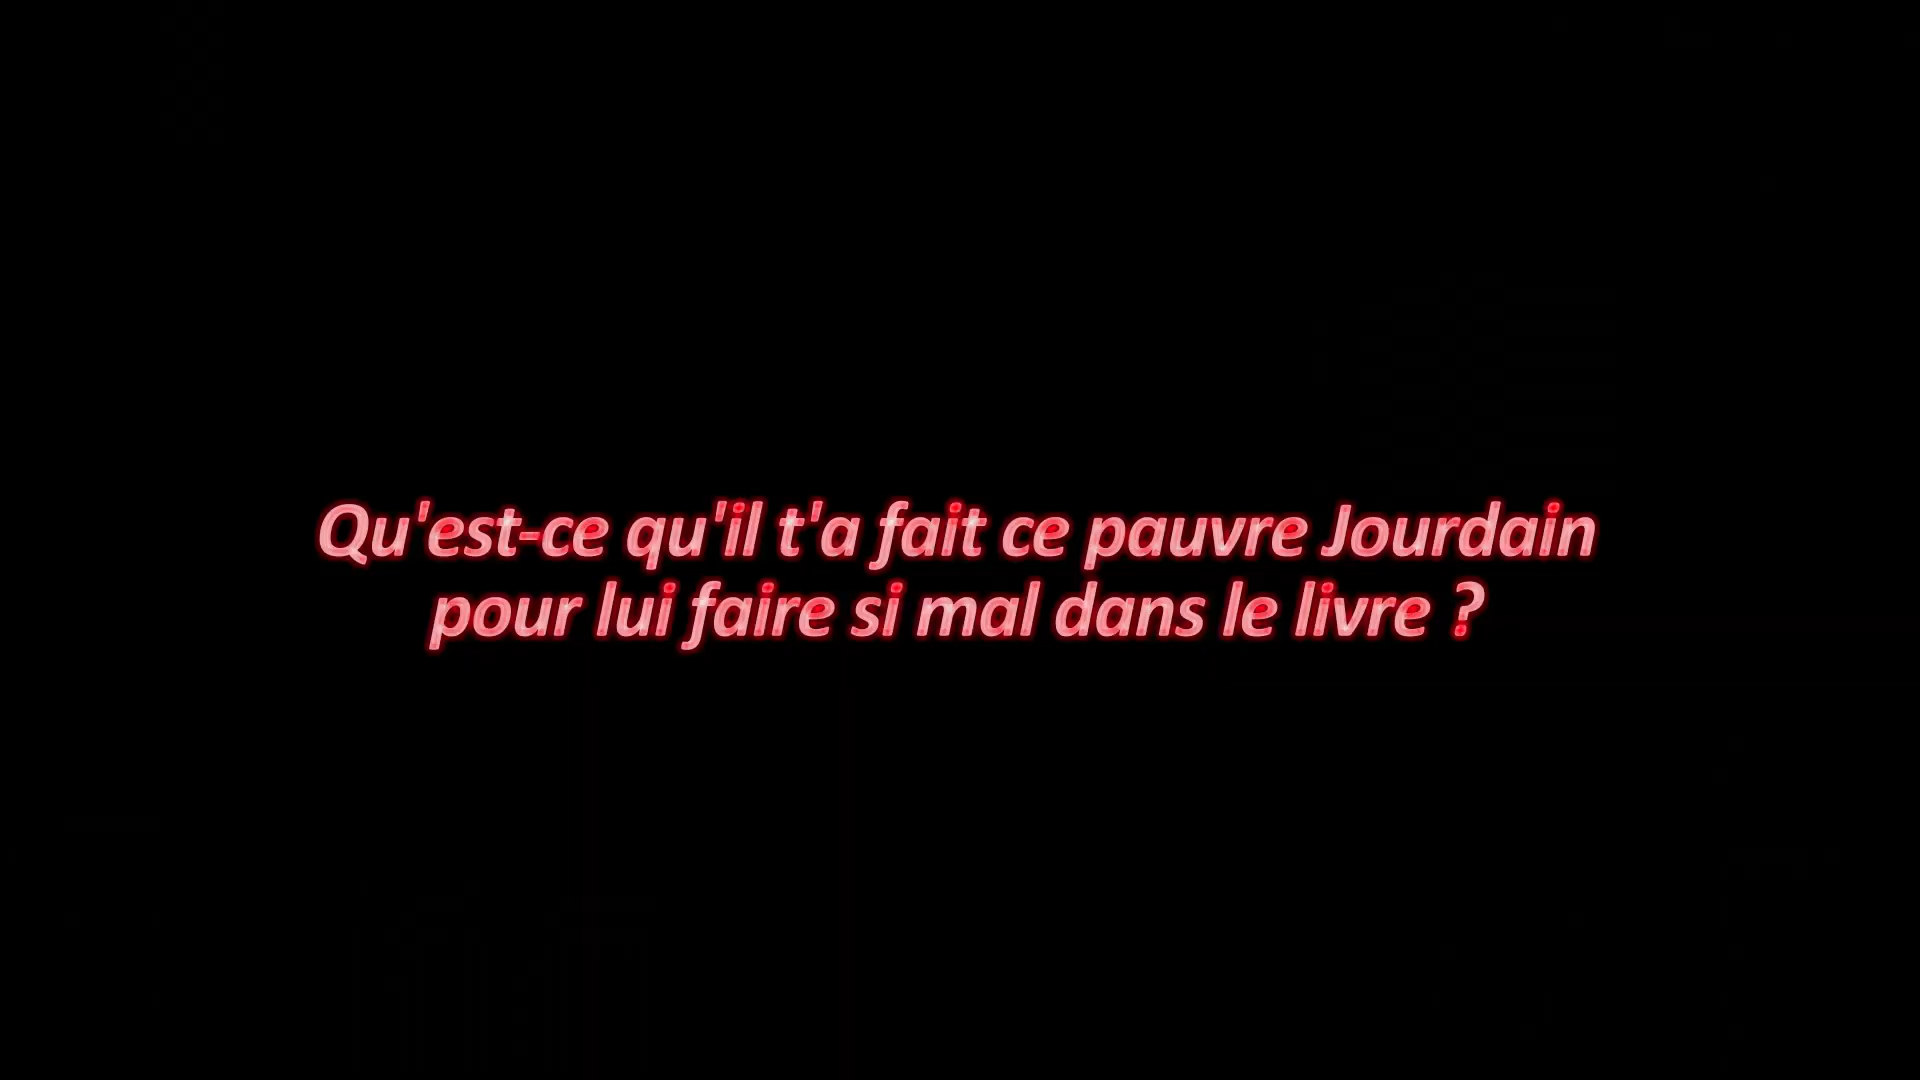 Qu'est-ce qu'il t'a fait ce pauvre Jourdain
pour lui faire si mal dans le livre ?